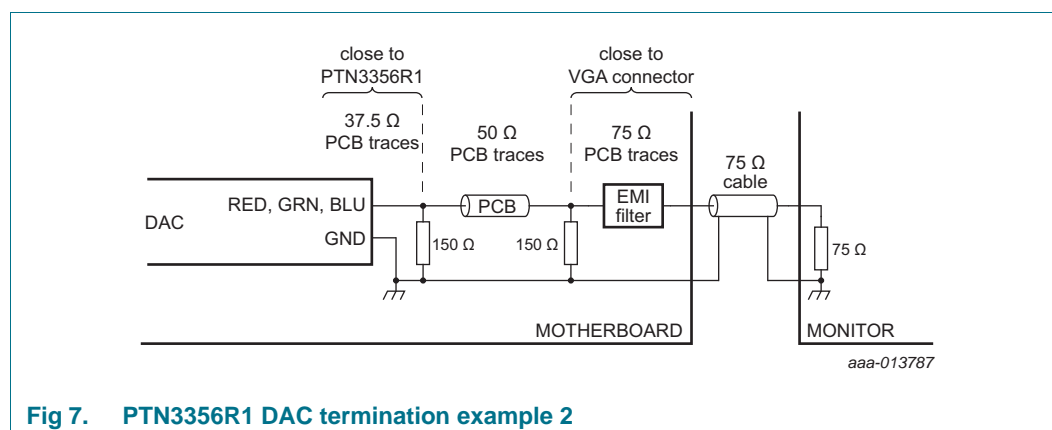 close to
PTN3356R1
close to
VGA connector
37.5 Ω
PCB traces
50 Ω
PCB traces
75 Ω
PCB traces
75 Ω
cable
DAC
RED, GRN, BLU
GND
PCB
EMI
filter
150 Ω
150 Ω
75 Ω
MOTHERBOARD
MONITOR
aaa-013787
Fig 7. PTN3356R1 DAC termination example 2